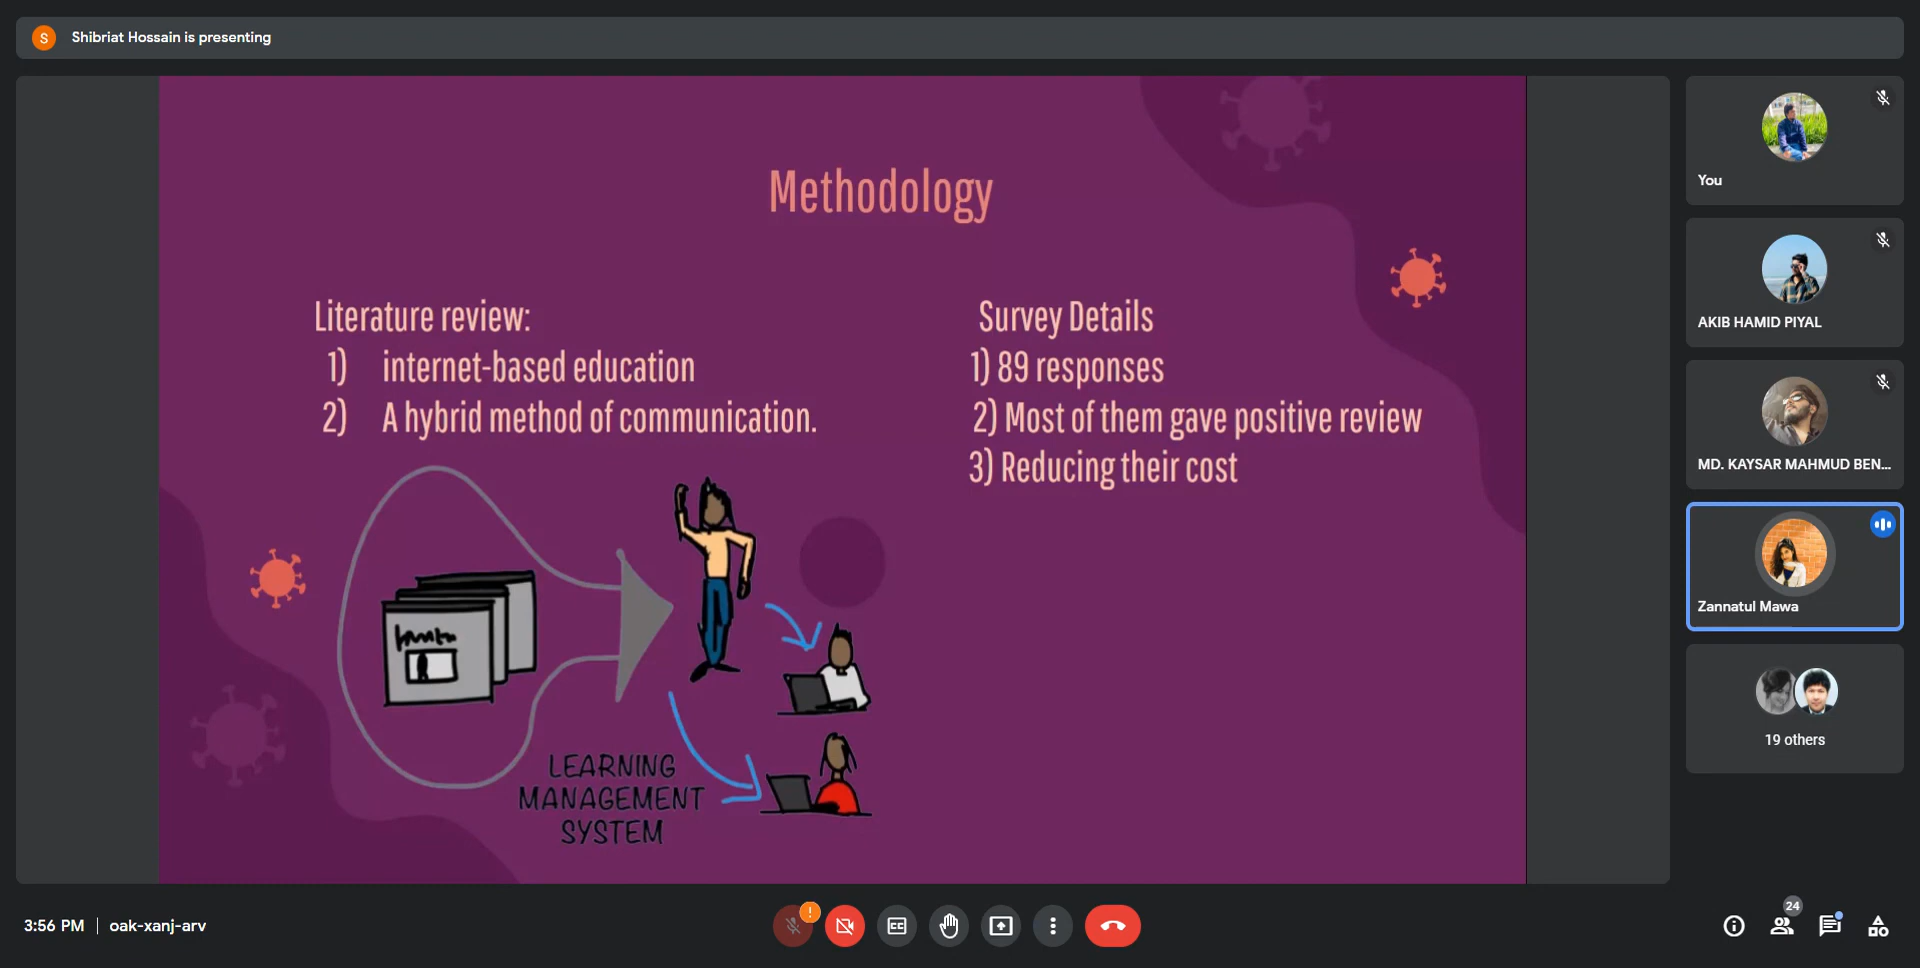 S Shibriat Hossain is presenting
Methodology
Literature review:
1) internet-based education
2) A hybrid method of communication.
Survey Details
1) 89 responses
2) Most of them gave positive review
3) Reducing their cost
LEARNING
MANAGEMENT
SYSTEM
You
AKIB HAMID PIYAL
MD. KAYSAR MAHMUD BEN...
Zannatul Mawa
19 others
3:56 PM | oak-xanj-arv
!
CC
24